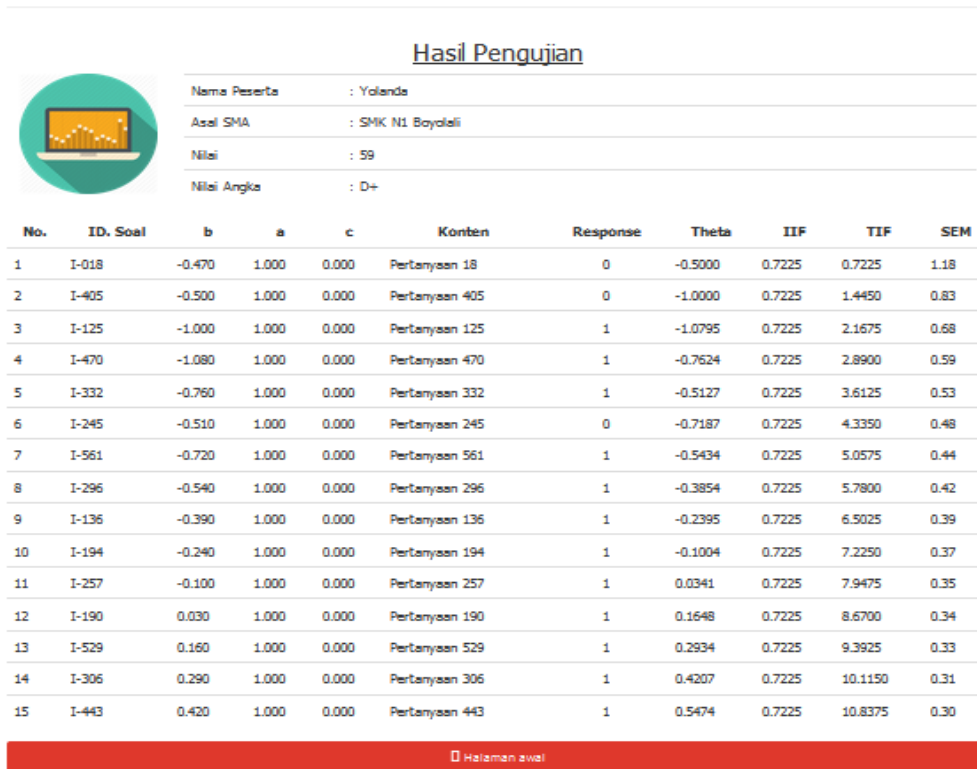 Hasil Pengujian
Nama Peserta : Yolanda
Asal SMA : SMK N1 Boyolali
Nilai : 59
Nilai Angka : D+
No. ID. Soal b a c Konten Response Theta IIF TIF SEM
1 I-018 -0.470 1.000 0.000 Pertanyaan 18 0 -0.5000 0.7225 0.7225 1.18
2 I-405 -0.500 1.000 0.000 Pertanyaan 405 0 -1.0000 0.7225 1.4450 0.83
3 I-125 -1.000 1.000 0.000 Pertanyaan 125 1 -1.0795 0.7225 2.1675 0.68
4 I-470 -1.080 1.000 0.000 Pertanyaan 470 1 -0.7624 0.7225 2.8900 0.59
5 I-332 -0.760 1.000 0.000 Pertanyaan 332 1 -0.5127 0.7225 3.6125 0.53
6 I-245 -0.510 1.000 0.000 Pertanyaan 245 0 -0.7187 0.7225 4.3350 0.48
7 I-561 -0.720 1.000 0.000 Pertanyaan 561 1 -0.5434 0.7225 5.0575 0.44
8 I-296 -0.540 1.000 0.000 Pertanyaan 296 1 -0.3854 0.7225 5.7800 0.42
9 I-136 -0.390 1.000 0.000 Pertanyaan 136 1 -0.2395 0.7225 6.5025 0.39
10 I-194 -0.240 1.000 0.000 Pertanyaan 194 1 -0.1004 0.7225 7.2250 0.37
11 I-257 -0.100 1.000 0.000 Pertanyaan 257 1 0.0341 0.7225 7.9475 0.35
12 I-190 0.030 1.000 0.000 Pertanyaan 190 1 0.1648 0.7225 8.6700 0.34
13 I-529 0.160 1.000 0.000 Pertanyaan 529 1 0.2934 0.7225 9.3925 0.33
14 I-306 0.290 1.000 0.000 Pertanyaan 306 1 0.4207 0.7225 10.1150 0.31
15 I-443 0.420 1.000 0.000 Pertanyaan 443 1 0.5474 0.7225 10.8375 0.30
Halaman awal